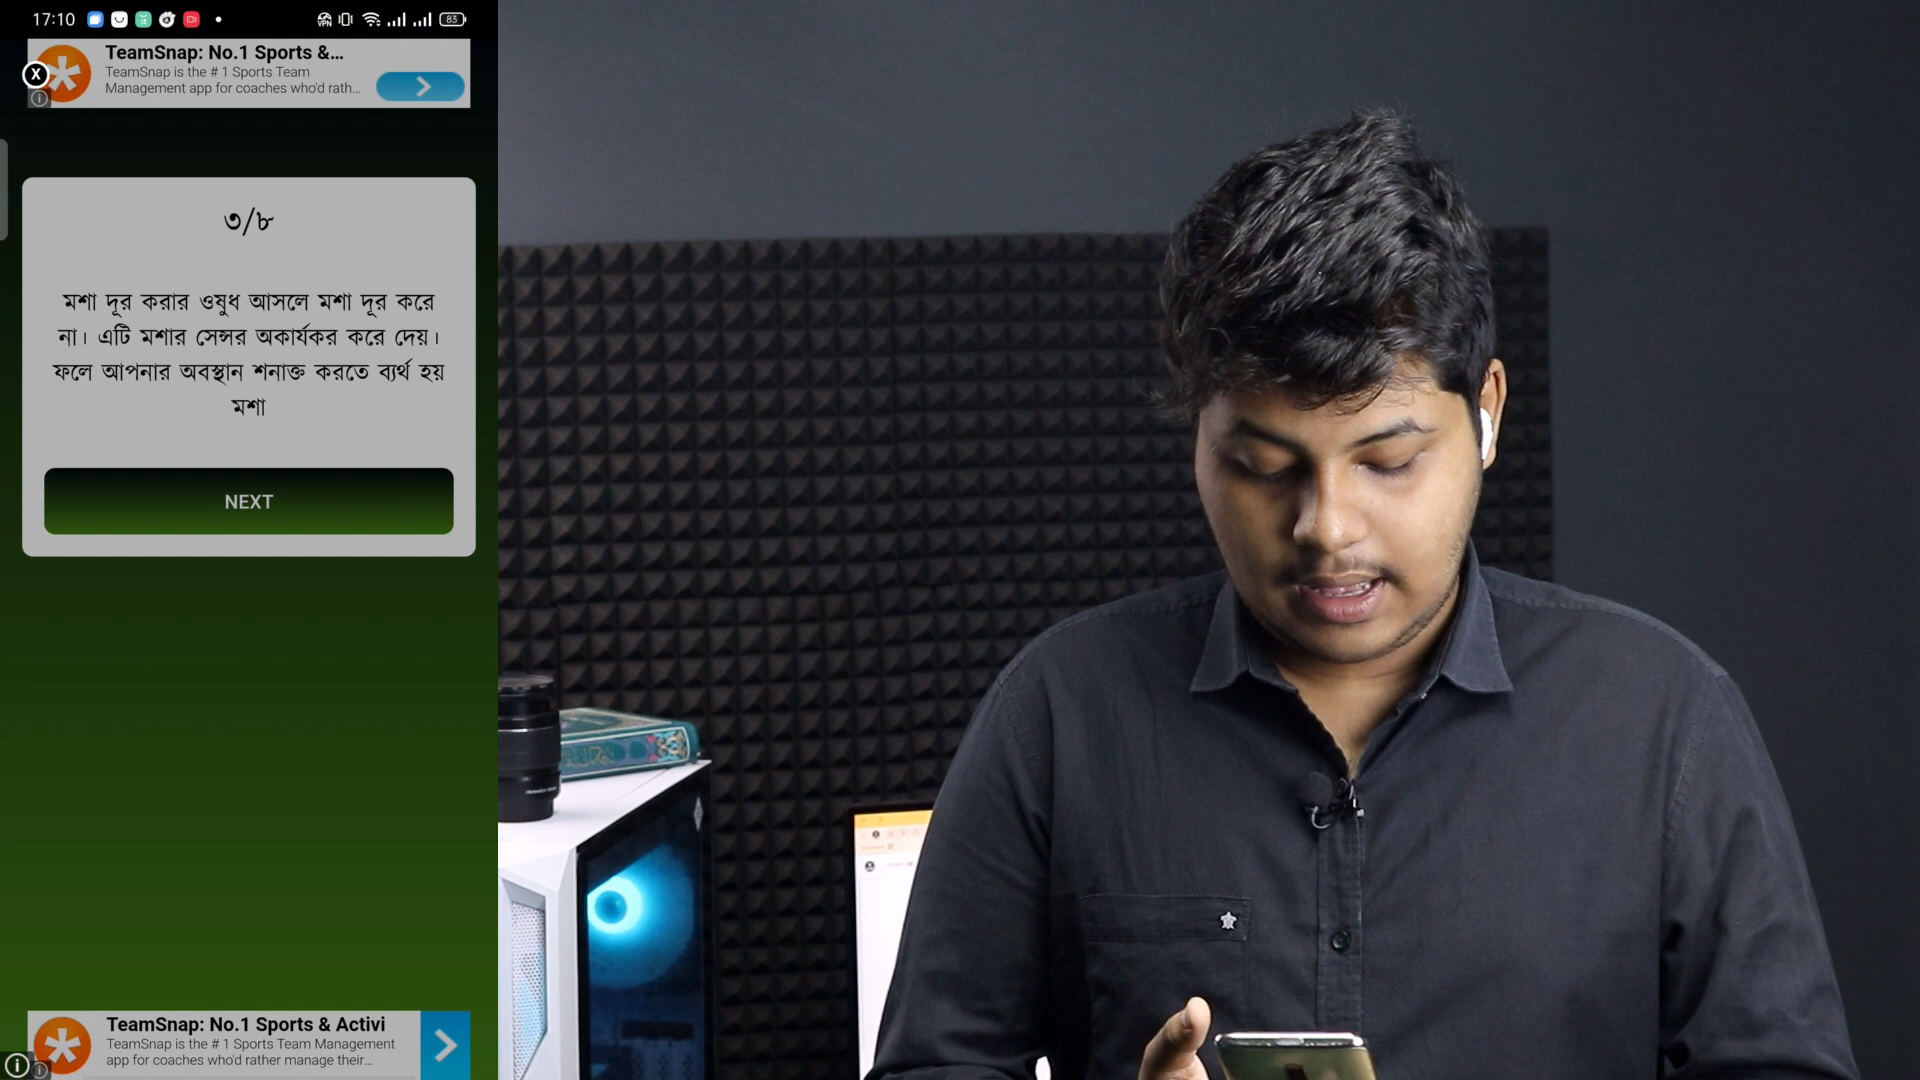 17:10
VPN
83
TeamSnap: No.1 Sports &...
TeamSnap is the # 1 Sports Team
Management app for coaches who'd rath...
X
৩/৮
মশা দূর করার ওষুধ আসলে মশা দূর করে
না। এটি মশার সেন্সর অকার্যকর করে দেয়।
ফলে আপনার অবস্থান শনাক্ত করতে ব্যর্থ হয়
মশা
NEXT
TeamSnap: No.1 Sports & Activi
TeamSnap is the # 1 Sports Team Management
app for coaches who'd rather manage their...